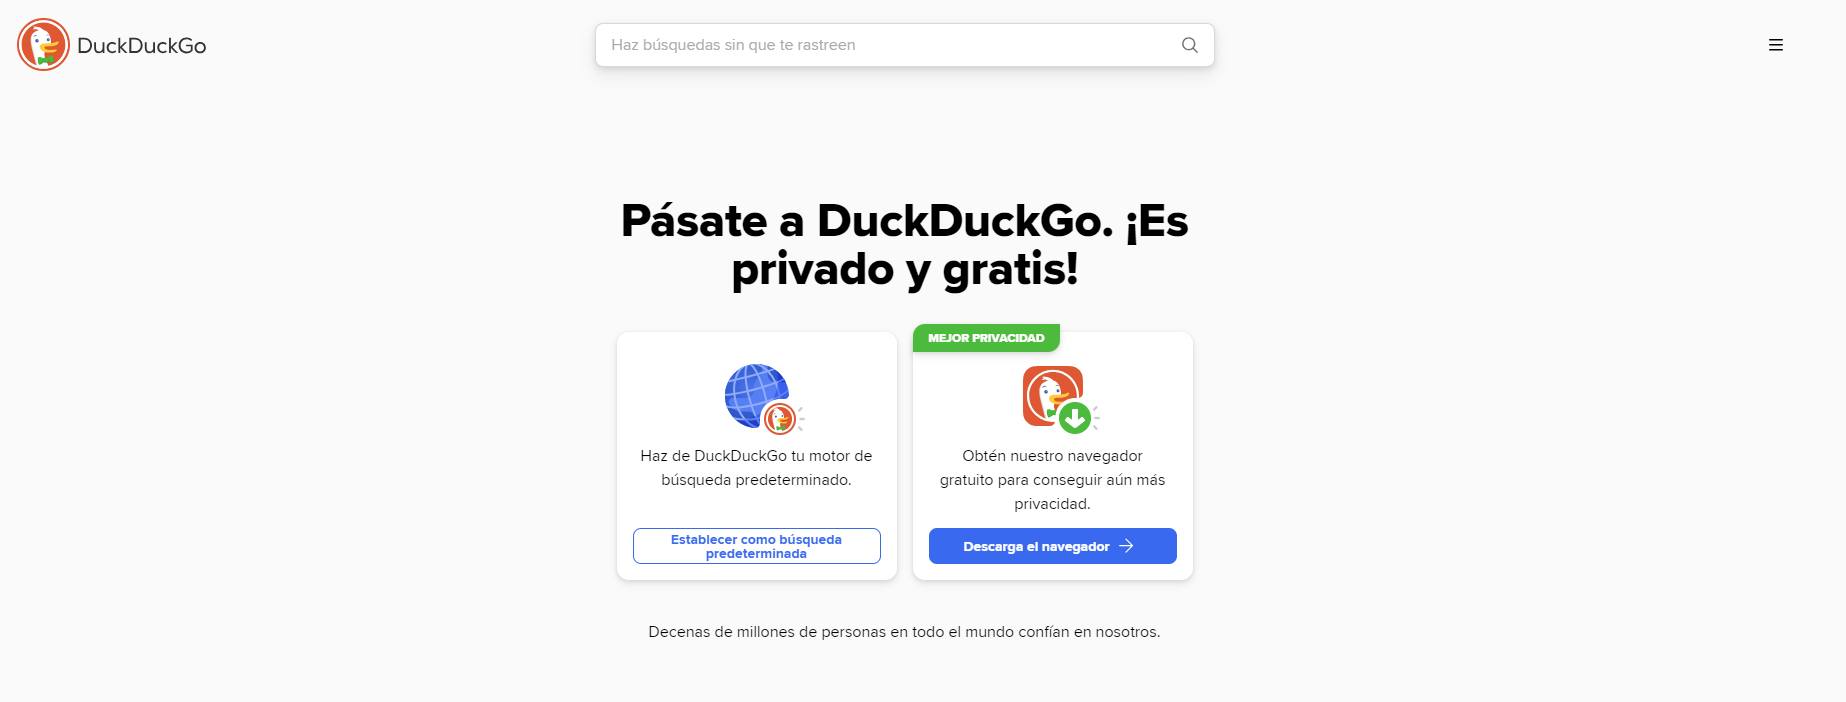 DuckDuckGo
Haz búsquedas sin que te rastreen
Pásate a DuckDuckGo. ¡Es
privado y gratis!
Haz de DuckDuckGo tu motor de
búsqueda predeterminado.
Establecer como búsqueda
predeterminada
MEJOR PRIVACIDAD
Obtén nuestro navegador
gratuito para conseguir aún más
privacidad.
Descarga el navegador
Decenas de millones de personas en todo el mundo confían en nosotros.